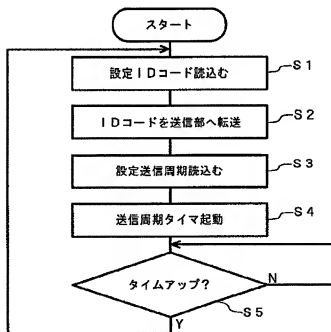 スタート
設定IDコード読込む
S1
IDコードを送信部へ転送
S2
設定送信周期読込む
S3
送信周期タイマ起動
S4
タイムアップ?
N
S5
Y